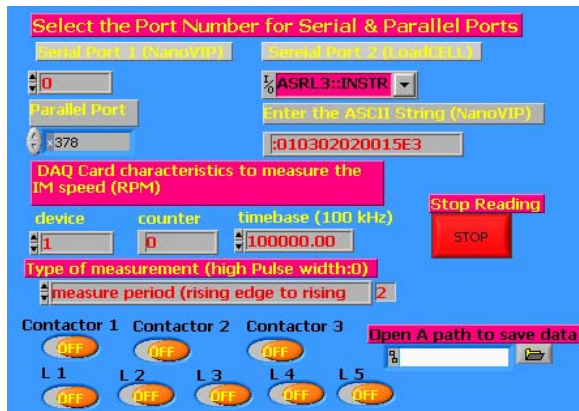 Select the Port Number for Serial & Parallel Ports
Serial Port 1 (NanoVIP)
Sereial Port 2 (LoadCELL)
0
I/O ASRL3::INSTR
Parallel Port
Enter the ASCII String (NanoVIP)
x378
:010302020015E3
DAQ Card characteristics to measure the
IM speed (RPM)
Stop Reading
device counter timebase (100 kHz)
STOP
1 0 100000.00
Type of measurement (high Pulse width:0)
measure period (rising edge to rising 2
Contactor 1 Contactor 2 Contactor 3
Open A path to save data
OFF OFF OFF
L 1 L 2 L 3 L 4 L 5
OFF OFF OFF OFF OFF